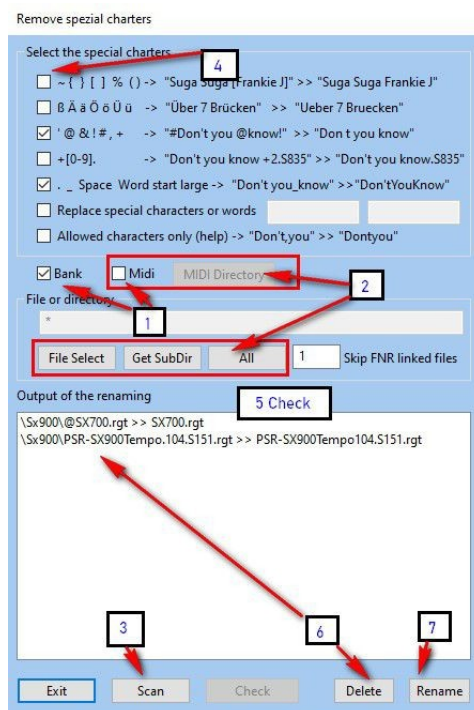 Remove spezial charters
Select the special charters
4
~ { } [ ] % ( ) -> "Suga Suga [Frankie J]" >> "Suga Suga Frankie J"
ß Ä ä Ö ö Ü ü -> "Über 7 Brücken" >> "Ueber 7 Bruecken"
' @ & ! # , + -> "#Don't you @know!" >> "Don t you know"
+[0-9]. -> "Don't you know +2.S835" >> "Don't you know.S835"
. _ Space Word start large -> "Don't you_know" >>"Don'tYouKnow"
Replace special characters or words
Allowed characters only (help) -> "Don't,you" >> "Dontyou"
Bank Midi MIDI Directory
2
File or directory
1
*
File Select Get SubDir All 1 Skip FNR linked files
Output of the renaming
5 Check
\Sx900\@SX700.rgt >> SX700.rgt
\Sx900\PSR-SX900Tempo.104.S151.rgt >> PSR-SX900Tempo104.S151.rgt
3 6 7
Exit Scan Check Delete Rename